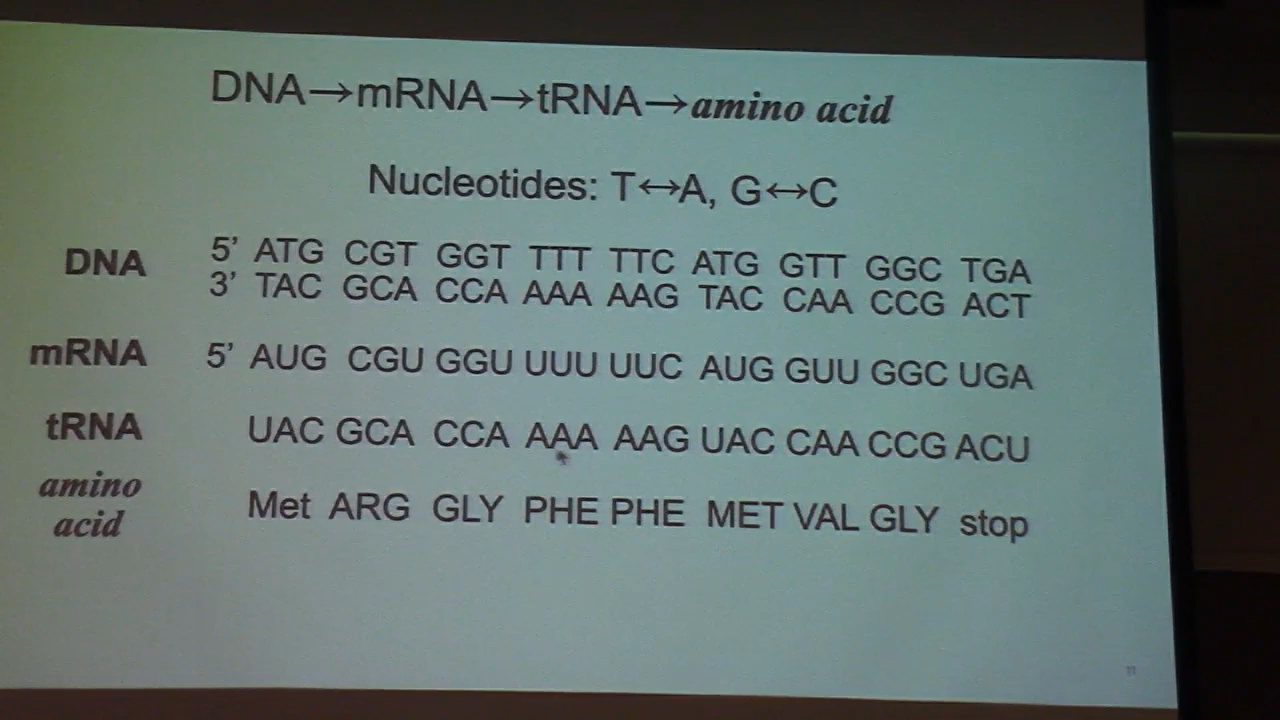 DNA→mRNA→tRNA→amino acid
Nucleotides: T↔A, G↔C
DNA 5’ ATG CGT GGT TTT TTC ATG GTT GGC TGA
3’ TAC GCA CCA AAA AAG TAC CAA CCG ACT
mRNA 5’ AUG CGU GGU UUU UUC AUG GUU GGC UGA
tRNA UAC GCA CCA AAA AAG UAC CAA CCG ACU
amino acid Met ARG GLY PHE PHE MET VAL GLY stop
11